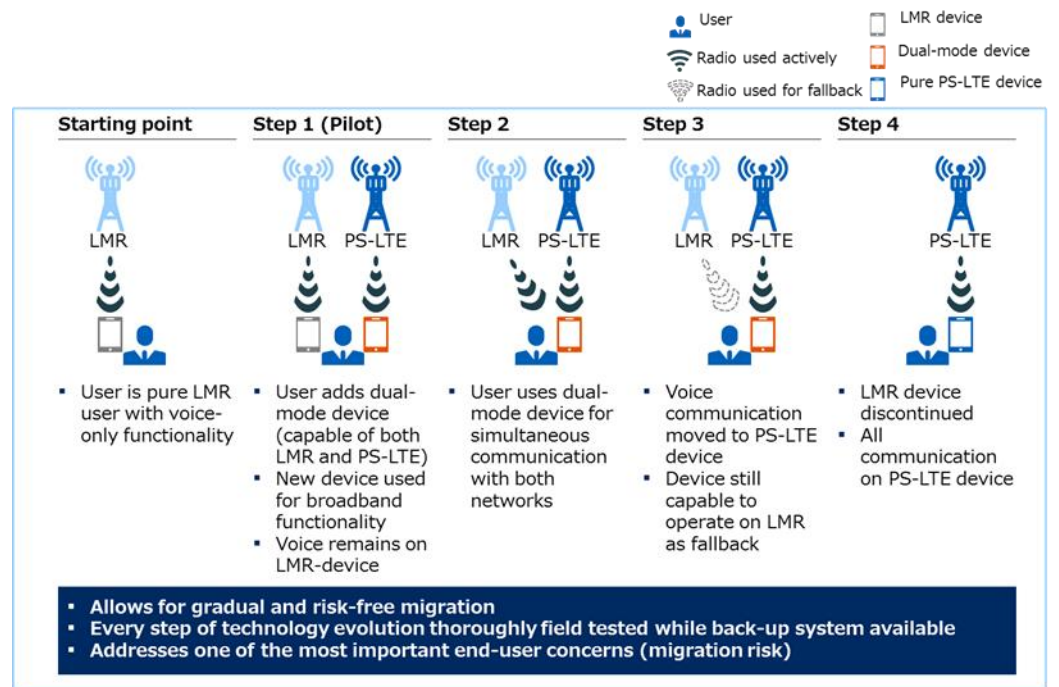 User
Radio used actively
Radio used for fallback
LMR device
Dual-mode device
Pure PS-LTE device
Starting point
LMR
▪ User is pure LMR
user with voice-
only functionality
Step 1 (Pilot)
LMR PS-LTE
▪ User adds dual-
mode device
(capable of both
LMR and PS-LTE)
▪ New device used
for broadband
functionality
▪ Voice remains on
LMR-device
Step 2
LMR PS-LTE
▪ User uses dual-
mode device for
simultaneous
communication
with both
networks
Step 3
LMR PS-LTE
▪ Voice
communication
moved to PS-LTE
device
▪ Device still
capable to
operate on LMR
as fallback
Step 4
PS-LTE
▪ LMR device
discontinued
▪ All
communication
on PS-LTE device
▪ Allows for gradual and risk-free migration
▪ Every step of technology evolution thoroughly field tested while back-up system available
▪ Addresses one of the most important end-user concerns (migration risk)